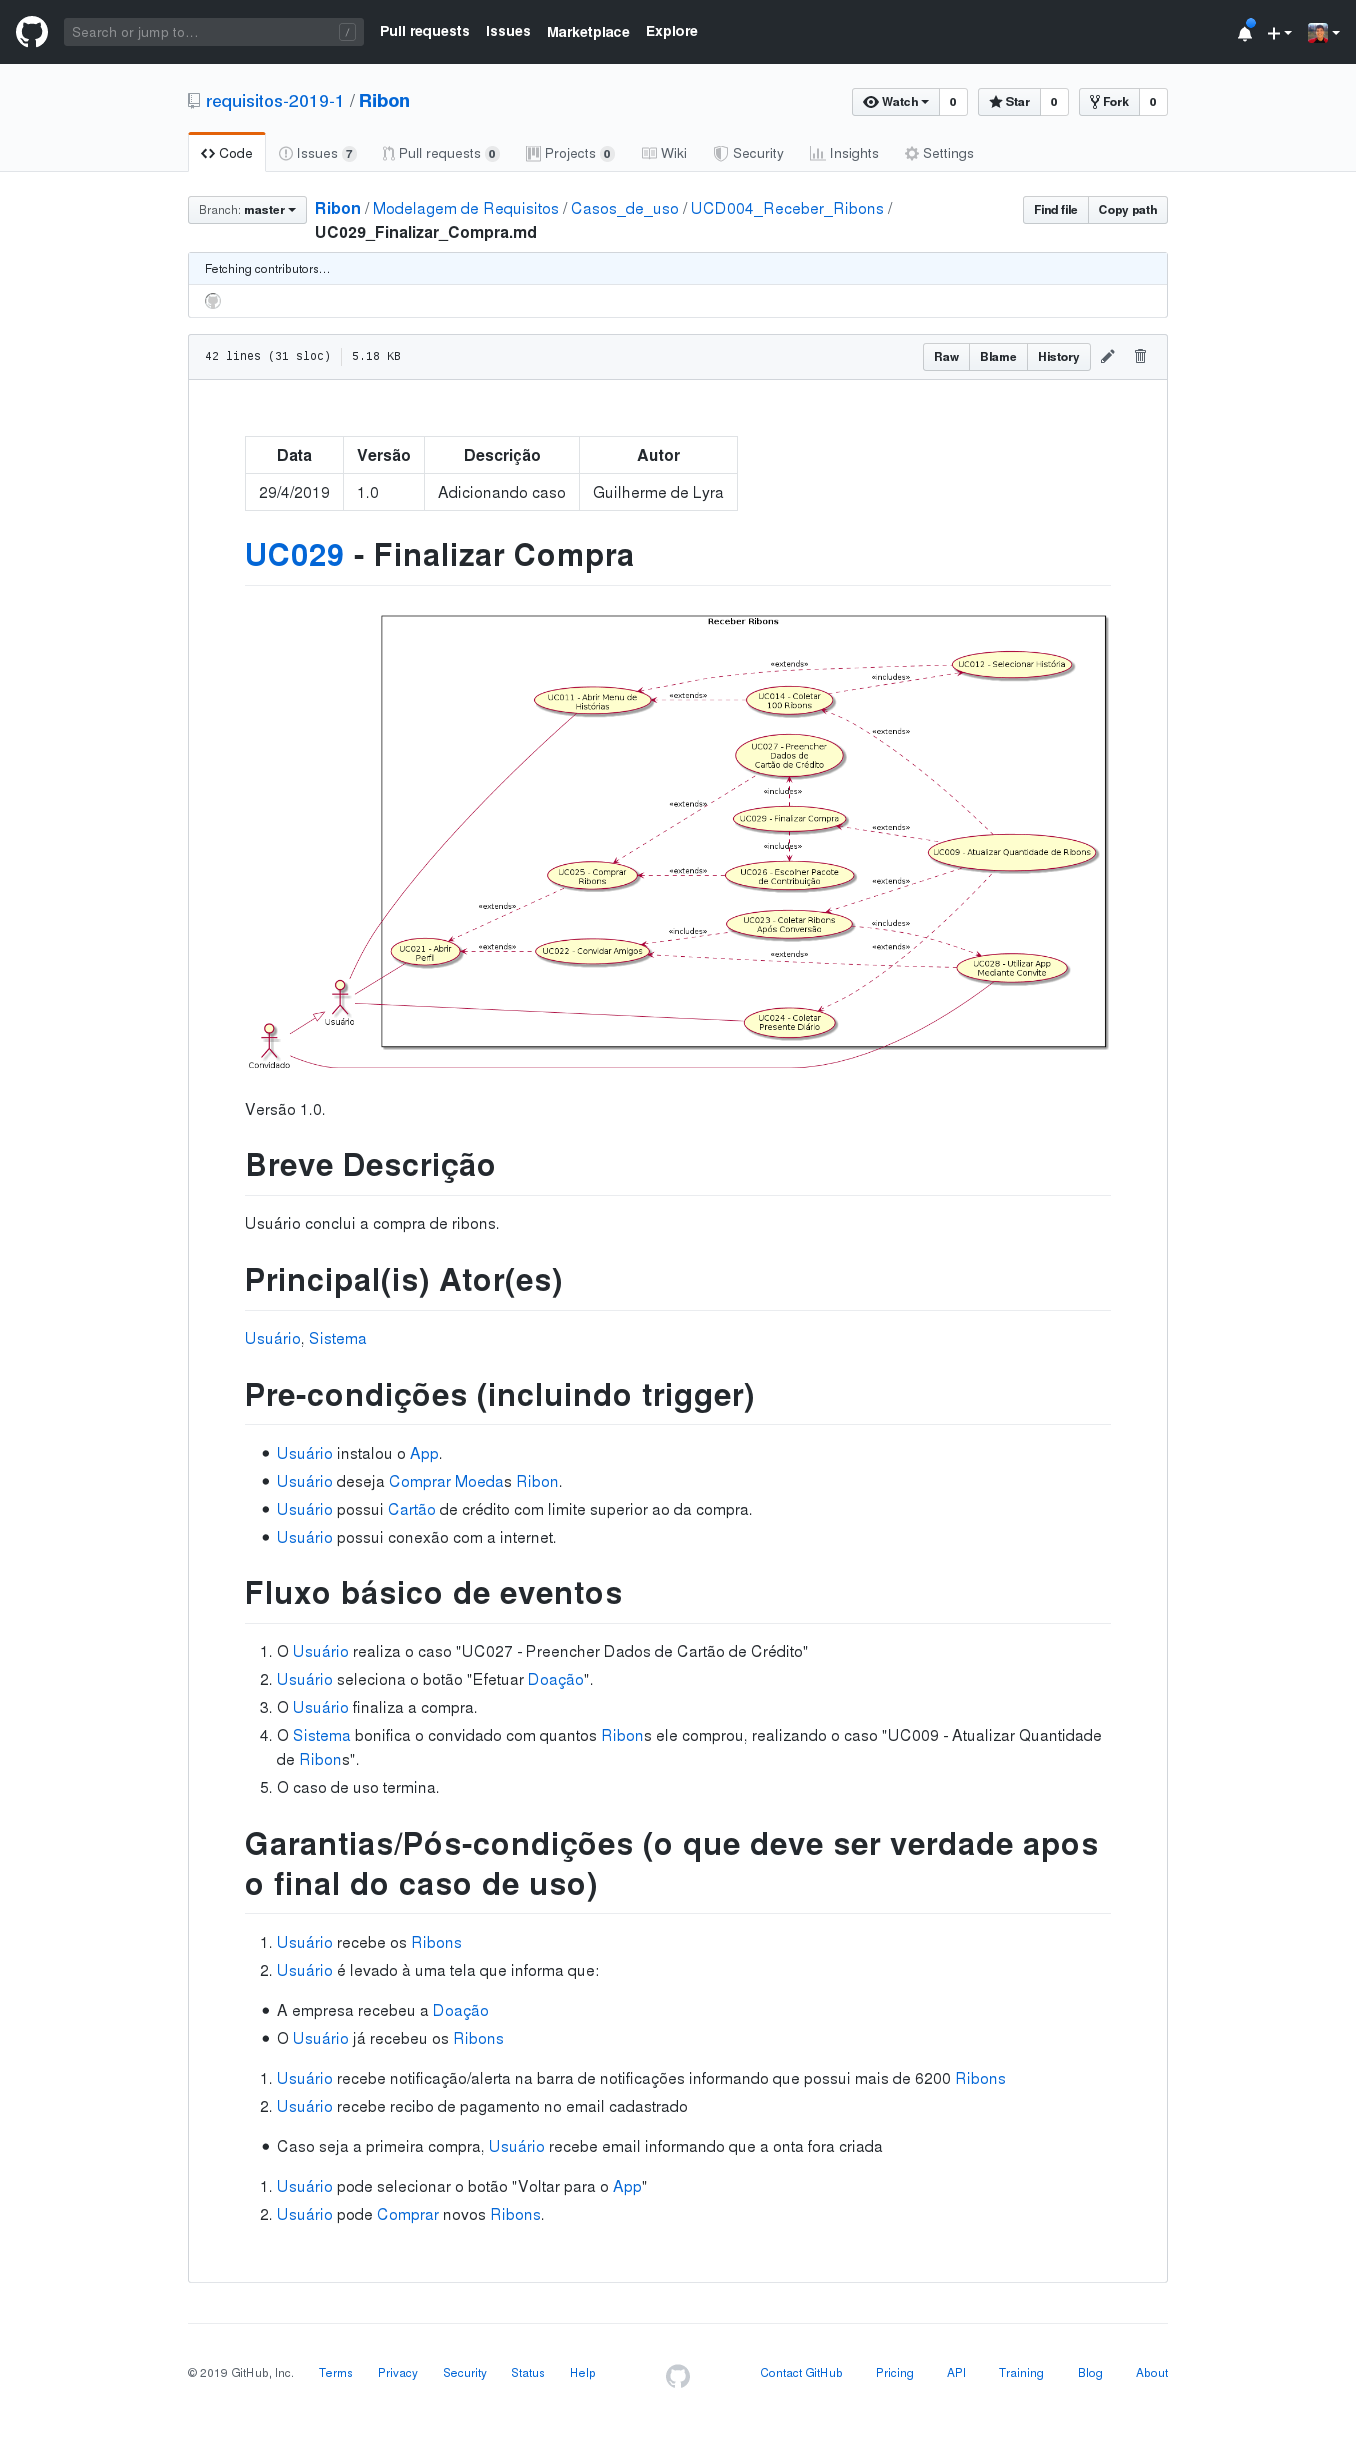 Search or jump to…
/
Pull requests Issues Marketplace Explore
requisitos-2019-1 / Ribon
Watch 0 Star 0 Fork 0
Code Issues 7 Pull requests 0 Projects 0 Wiki Security Insights Settings
Branch: master Ribon / Modelagem de Requisitos / Casos_de_uso / UCD004_Receber_Ribons /
UC029_Finalizar_Compra.md
Find file Copy path
Fetching contributors…
42 lines (31 sloc) 5.18 KB
Raw Blame History
Data Versão Descrição Autor
29/4/2019 1.0 Adicionando caso Guilherme de Lyra
UC029 - Finalizar Compra
Receber Ribons
UC012 - Selecionar História
«extends»
«includes»
UC011 - Abrir Menu de
Histórias
«extends»
UC014 - Coletar
100 Ribons
«extends»
UC027 - Preencher
Dados de
Cartão de Crédito
«includes»
«extends»
UC029 - Finalizar Compra
«extends»
«includes»
UC009 - Atualizar Quantidade de Ribons
UC025 - Comprar
Ribons
«extends»
UC026 - Escolher Pacote
de Contribuição
«extends»
«extends»
UC023 - Coletar Ribons
Após Conversão
«includes»
«includes»
UC021 - Abrir
Perfil
«extends»
UC022 - Convidar Amigos
«extends»
«extends»
UC028 - Utilizar App
Mediante Convite
UC024 - Coletar
Presente Diário
Usuário
Convidado
Versão 1.0.
Breve Descrição
Usuário conclui a compra de ribons.
Principal(is) Ator(es)
Usuário, Sistema
Pre-condições (incluindo trigger)
• Usuário instalou o App.
• Usuário deseja Comprar Moedas Ribon.
• Usuário possui Cartão de crédito com limite superior ao da compra.
• Usuário possui conexão com a internet.
Fluxo básico de eventos
1. O Usuário realiza o caso "UC027 - Preencher Dados de Cartão de Crédito"
2. Usuário seleciona o botão "Efetuar Doação".
3. O Usuário finaliza a compra.
4. O Sistema bonifica o convidado com quantos Ribons ele comprou, realizando o caso "UC009 - Atualizar Quantidade
de Ribons".
5. O caso de uso termina.
Garantias/Pós-condições (o que deve ser verdade apos
o final do caso de uso)
1. Usuário recebe os Ribons
2. Usuário é levado à uma tela que informa que:
• A empresa recebeu a Doação
• O Usuário já recebeu os Ribons
1. Usuário recebe notificação/alerta na barra de notificações informando que possui mais de 6200 Ribons
2. Usuário recebe recibo de pagamento no email cadastrado
• Caso seja a primeira compra, Usuário recebe email informando que a onta fora criada
1. Usuário pode selecionar o botão "Voltar para o App"
2. Usuário pode Comprar novos Ribons.
© 2019 GitHub, Inc. Terms Privacy Security Status Help Contact GitHub Pricing API Training Blog About